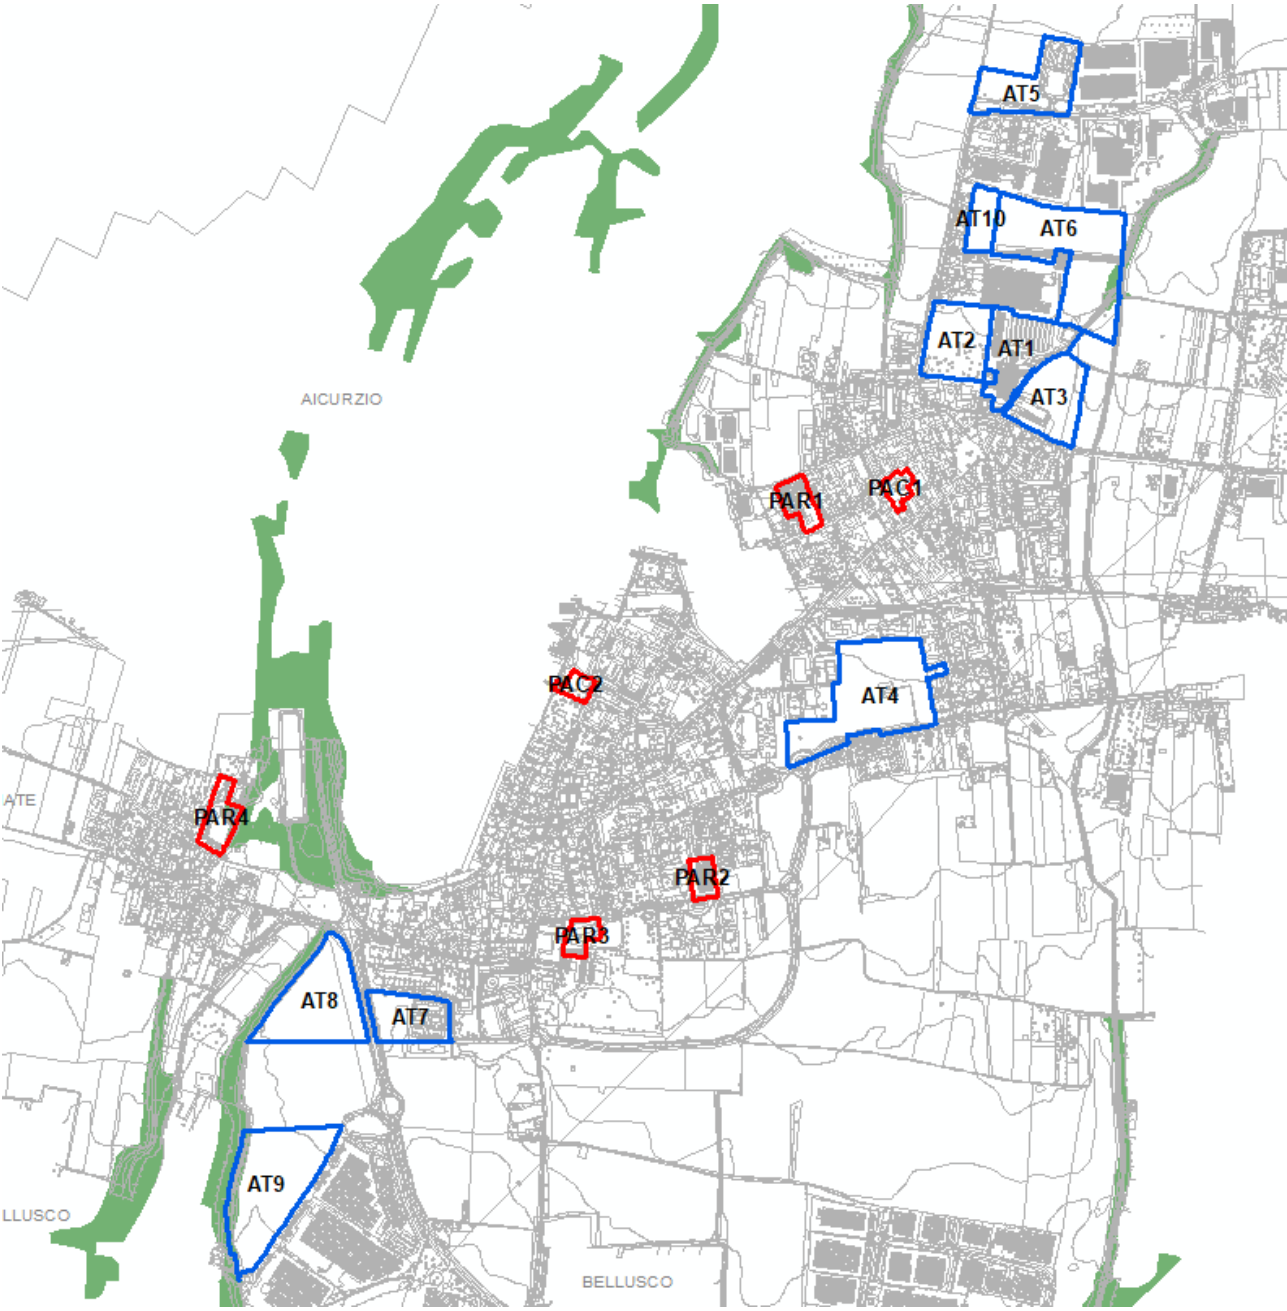 AT5
AT10
AT6
AT2
AT1
AT3
AICURZIO
PAR1
PAC1
PAC2
AT4
ATE
PAR4
PAR2
PAR3
AT8
AT7
AT9
LLUSCO
BELLUSCO